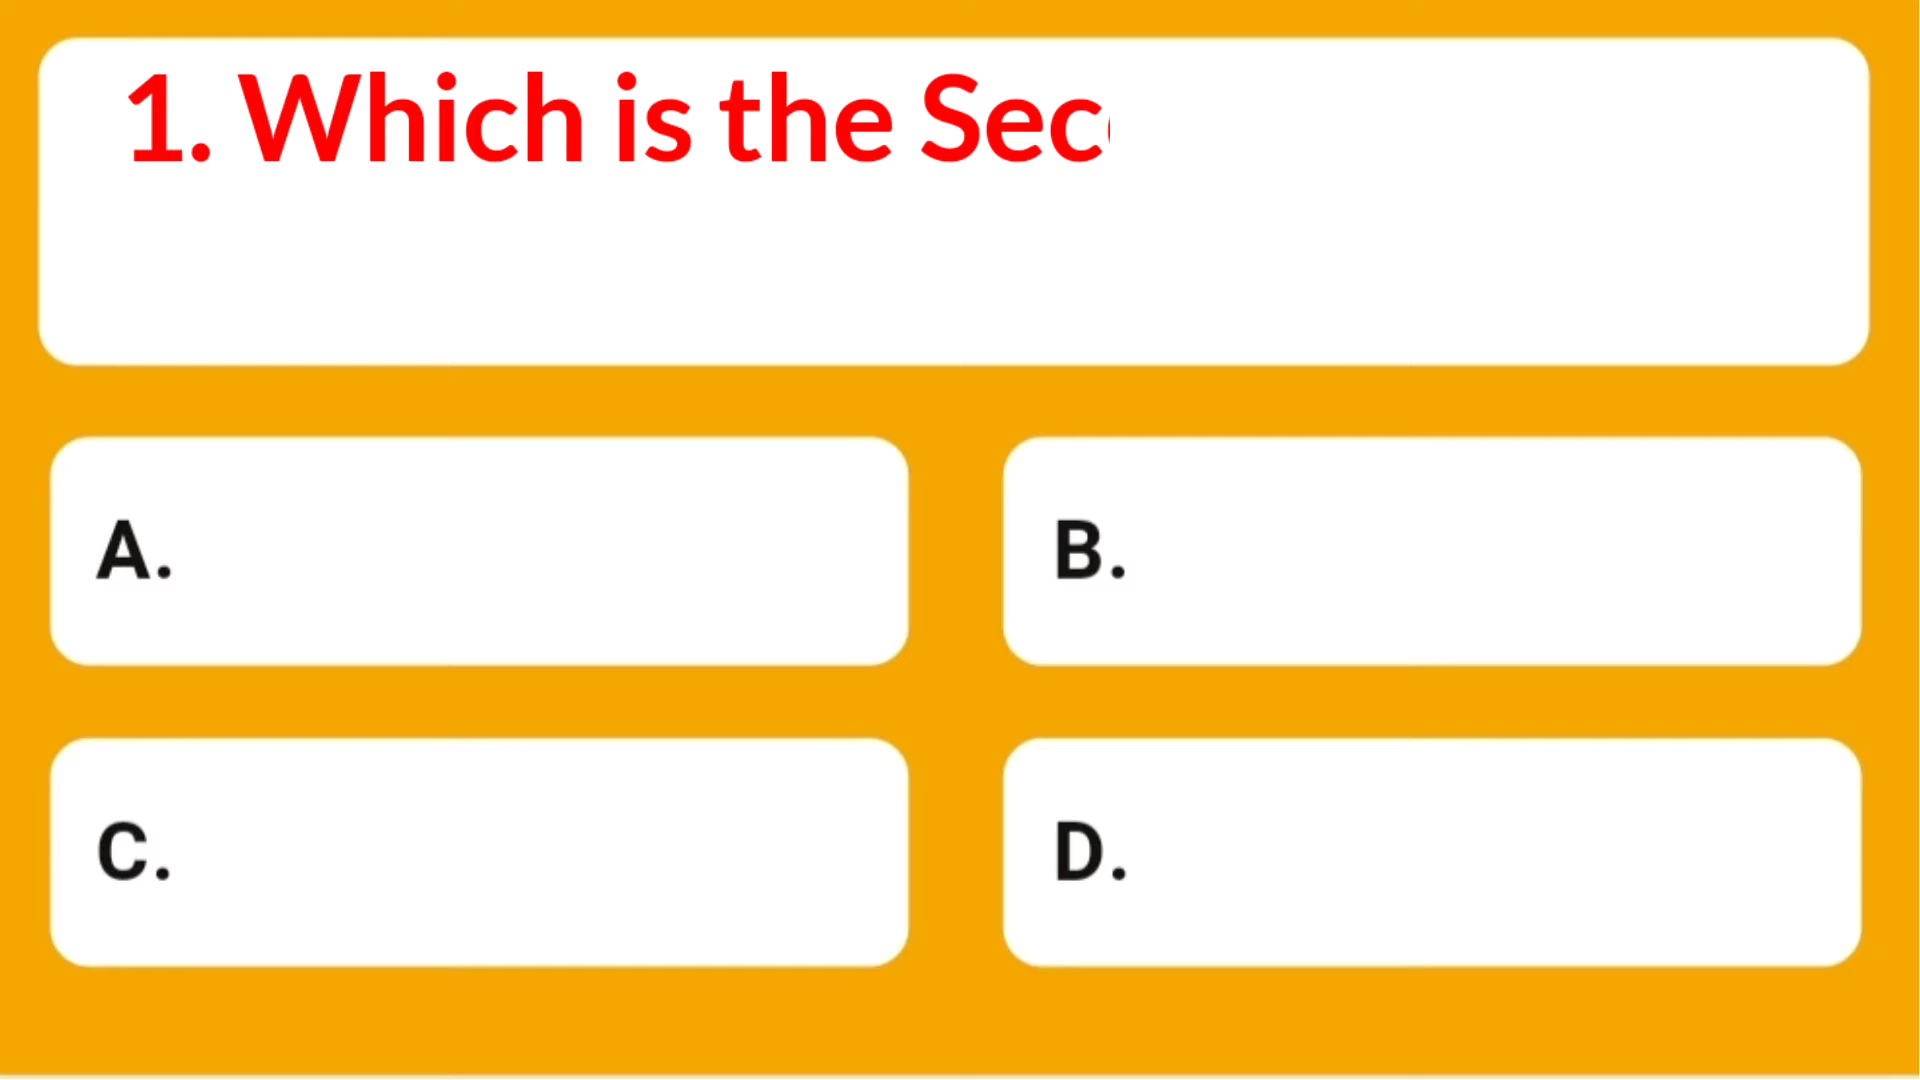 1. Which is the Sec
A.
B.
C.
D.